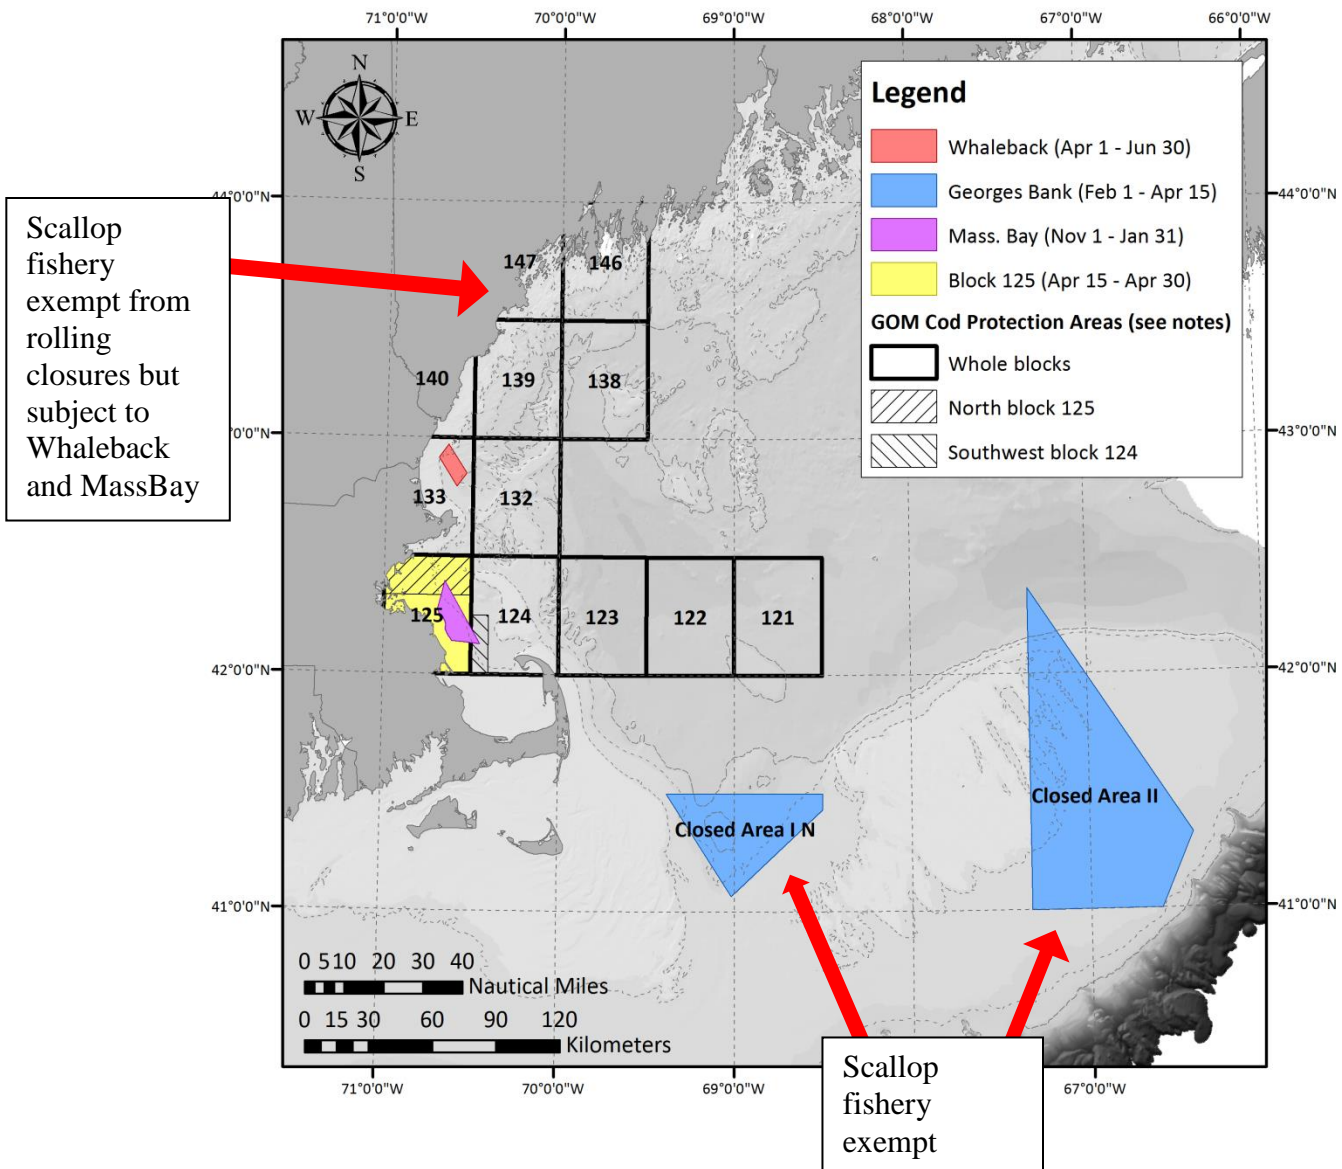 71°0'0"W
70°0'0"W
69°0'0"W
68°0'0"W
67°0'0"W
66°0'0"W
N
W
E
S
Legend
Whaleback (Apr 1 - Jun 30)
Georges Bank (Feb 1 - Apr 15)
Mass. Bay (Nov 1 - Jan 31)
Block 125 (Apr 15 - Apr 30)
GOM Cod Protection Areas (see notes)
Whole blocks
North block 125
Southwest block 124
44°0'0"N
44°0'0"N
Scallop
fishery
exempt from
rolling
closures but
subject to
Whaleback
and MassBay
147
146
140
139
138
0'0"N
43°0'0"N
133
132
125
124
123
122
121
42°0'0"N
42°0'0"N
Closed Area I N
Closed Area II
41°0'0"N
41°0'0"N
0 5 10 20 30 40
Nautical Miles
0 15 30 60 90 120
Kilometers
Scallop
fishery
exempt
71°0'0"W
70°0'0"W
69°0'0"W
67°0'0"W